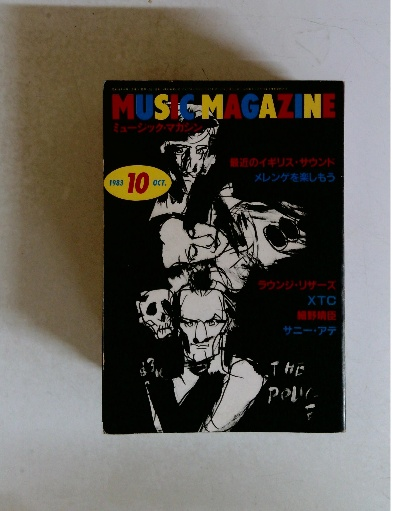 MUSIC MAGAZINE
ミュージック・マガジン
最近のイギリス・サウンド
メレンゲを楽しもう
1983 10 OCT.
ラウンジ・リザーズ
XTC
細野晴臣
サニー・アデ
THE
POLICE